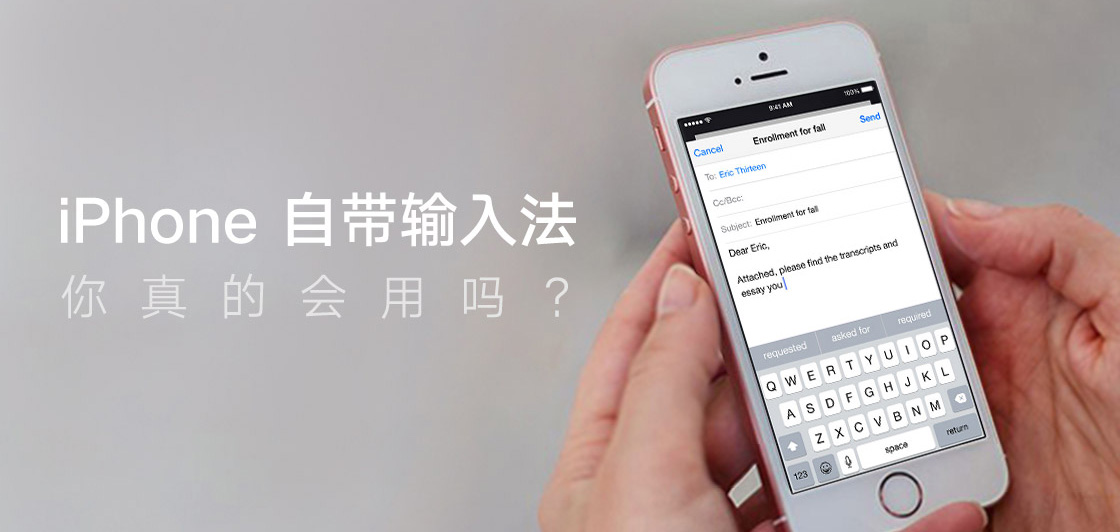 iPhone 自带输入法
你真的会用吗？
9:41 AM
100%
Cancel
Enrollment for fall
Send
To: Eric Thirteen
Cc/Bcc:
Subject: Enrollment for fall
Dear Eric,
Attached, please find the transcripts and
essay you
requested
asked for
required
Q W E R T Y U I O P
A S D F G H J K L
Z X C V B N M
123
space
return